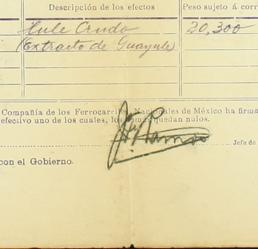 Descripción de los efectos Peso sujeto á corr
Hule Crudo 20,300
(Extracto de Guayule)
Compañía de los Ferrocarriles Nacionales de México ha firma
efectivo uno de los cuales, los quedan nulos.
Jefe de
con el Gobierno.